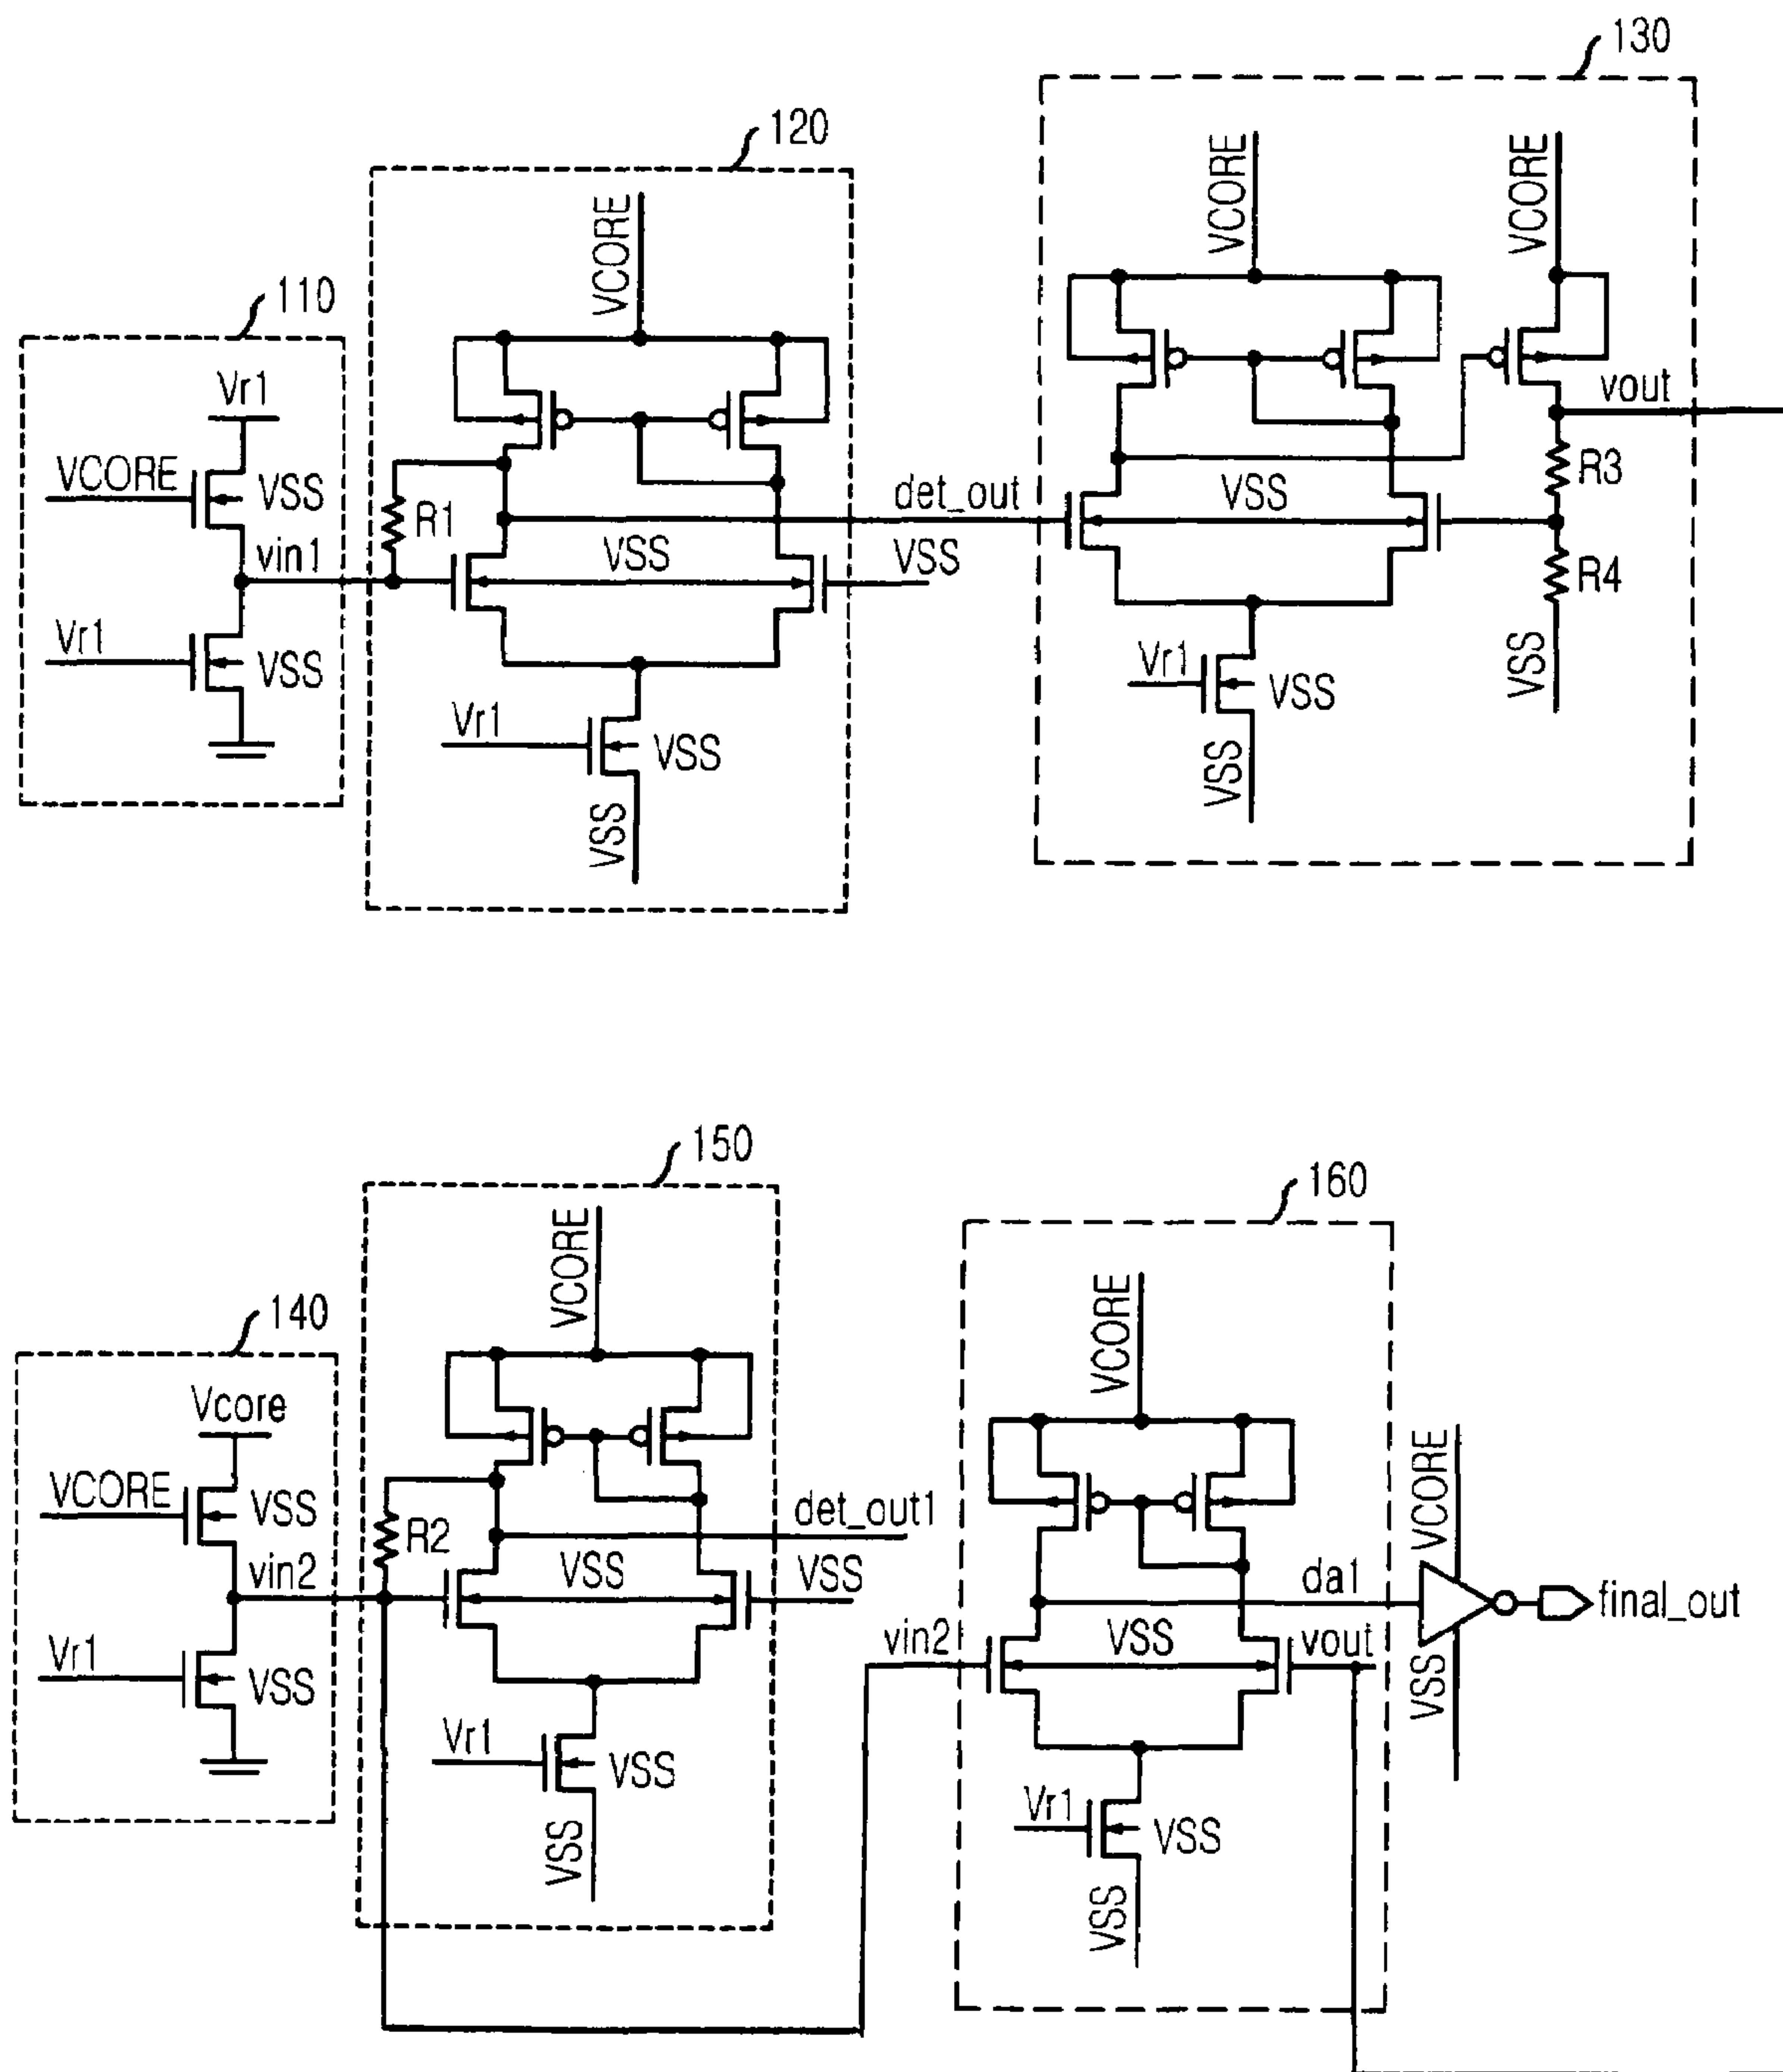 130
120
VCORE
VCORE
110
VCORE
Vr1
vout
VCORE
VSS
R3
R1
det_out
VSS
vin1
VSS
VSS
R4
Vr1
VSS
Vr1
VSS
VSS
Vr1
VSS
VSS
VSS
150
160
VCORE
140
VCORE
Vcore
VCORE
VCORE
VSS
R2
det_out1
vin2
VSS
VSS
da1
final_out
vin2
VSS
vout
Vr1
VSS
VSS
Vr1
VSS
Vr1
VSS
VSS
VSS